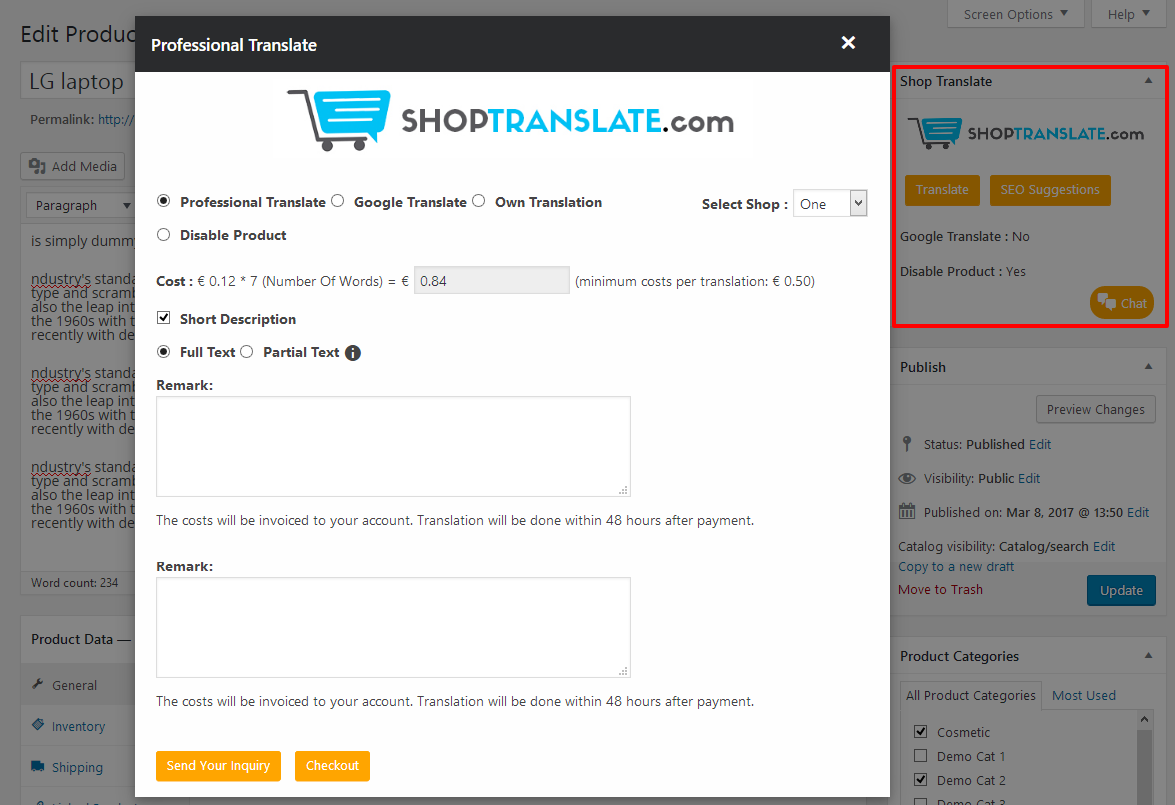 Screen Options Help
Edit Produc
Professional Translate
LG laptop
Permalink: http://
Add Media
Paragraph
is simply dummy
ndustry's standa
type and scramb
also the leap int
the 1960s with t
recently with de
ndustry's standa
type and scramb
also the leap int
the 1960s with t
recently with de
ndustry's standa
type and scramb
also the leap int
the 1960s with t
recently with de
Word count: 234
Product Data —
General
Inventory
Shipping
SHOPTRANSLATE.com
Professional Translate Google Translate Own Translation
Select Shop : One
Disable Product
Cost : € 0.12 * 7 (Number Of Words) = € 0.84 (minimum costs per translation: € 0.50)
Short Description
Full Text Partial Text
Remark:
The costs will be invoiced to your account. Translation will be done within 48 hours after payment.
Remark:
The costs will be invoiced to your account. Translation will be done within 48 hours after payment.
Send Your Inquiry Checkout
Shop Translate
SHOPTRANSLATE.com
Translate SEO Suggestions
Google Translate : No
Disable Product : Yes
Chat
Publish
Preview Changes
Status: Published Edit
Visibility: Public Edit
Published on: Mar 8, 2017 @ 13:50 Edit
Catalog visibility: Catalog/search Edit
Copy to a new draft
Move to Trash Update
Product Categories
All Product Categories Most Used
Cosmetic
Demo Cat 1
Demo Cat 2
Demo Cat 3